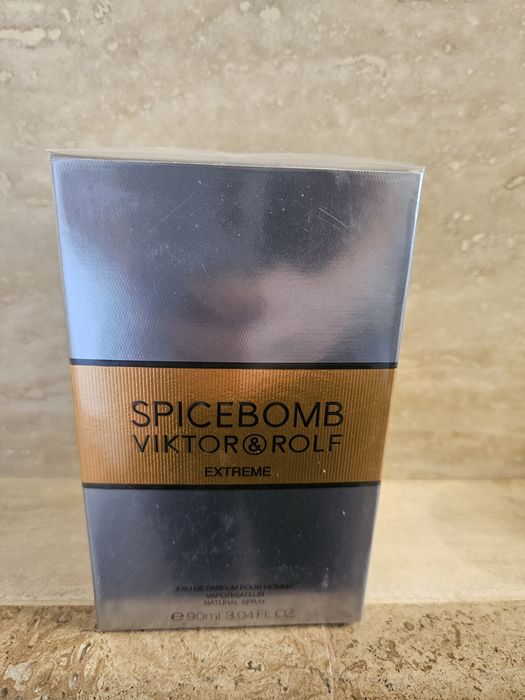 SPICEBOMB
VIKTOR&ROLF
EXTREME
EAU DE PARFUM POUR HOMME
VAPORISATEUR
NATURAL SPRAY
℮ 90ml 3.04 FL.OZ